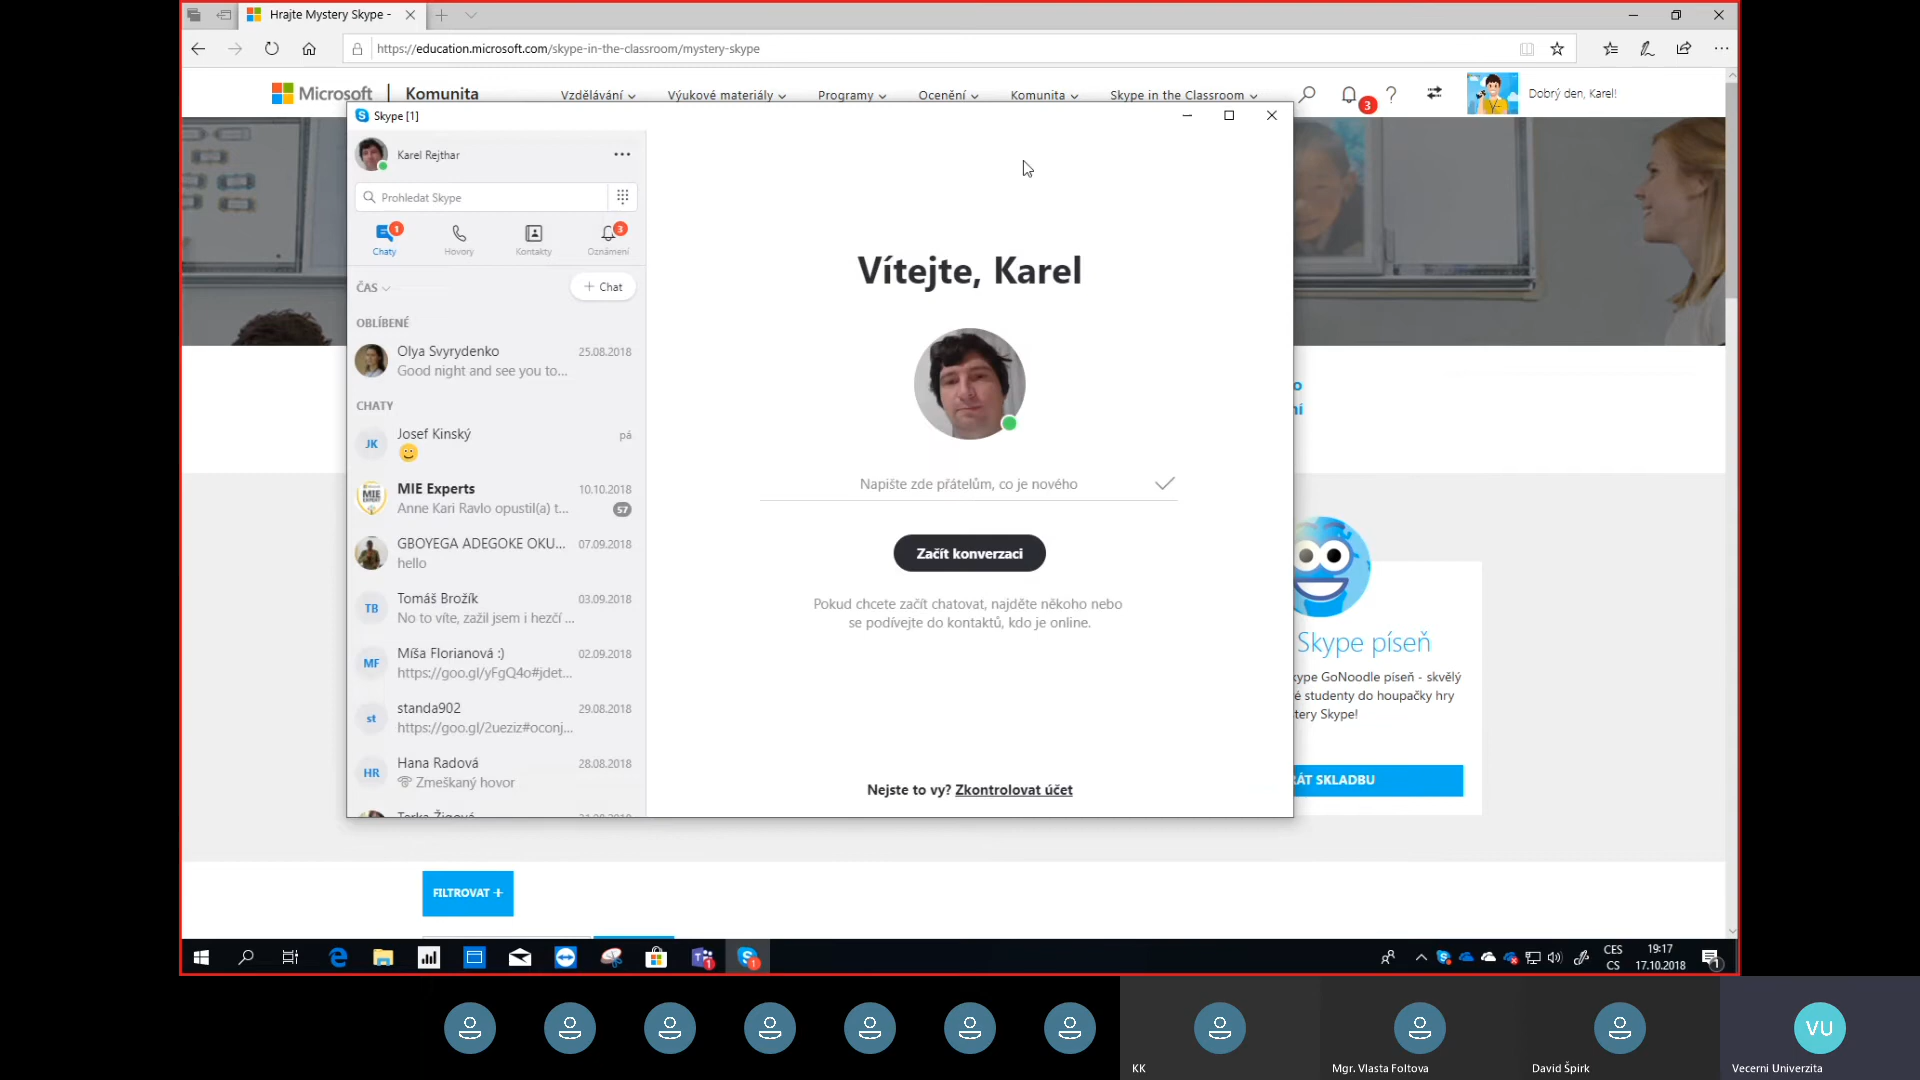 Hrajte Mystery Skype -
https://education.microsoft.com/skype-in-the-classroom/mystery-skype
Microsoft
Komunita
Vzdělávání
Výukové materiály
Programy
Ocenění
Komunita
Skype in the Classroom
3
Dobrý den, Karel!
Skype [1]
Karel Rejthar
Prohledat Skype
1
3
Chaty
Hovory
Kontakty
Oznámení
ČAS
+ Chat
OBLÍBENÉ
Olya Svyrydenko
25.08.2018
Good night and see you to...
CHATY
JK
Josef Kinský
pá
MIE Experts
10.10.2018
MIE
EXPERT
Anne Kari Ravlo opustil(a) t...
57
GBOYEGA ADEGOKE OKU...
07.09.2018
hello
TB
Tomáš Brožík
03.09.2018
No to víte, zažil jsem i hezčí ...
MF
Míša Florianová :)
02.09.2018
https://goo.gl/yFgQ4o#jdet...
st
standa902
29.08.2018
https://goo.gl/2ueziz#oconj...
HR
Hana Radová
28.08.2018
Zmeškaný hovor
Vítejte, Karel
Napište zde přátelům, co je nového
Začít konverzaci
Pokud chcete začít chatovat, najděte někoho nebo
se podívejte do kontaktů, kdo je online.
Nejste to vy? Zkontrolovat účet
Skype píseň
kype GoNoodle píseň - skvělý
é studenty do houpačky hry
tery Skype!
ÁT SKLADBU
FILTROVAT +
CES
CS
19:17
17.10.2018
1
KK
Mgr. Vlasta Foltova
David Špirk
VU
Vecerni Univerzita